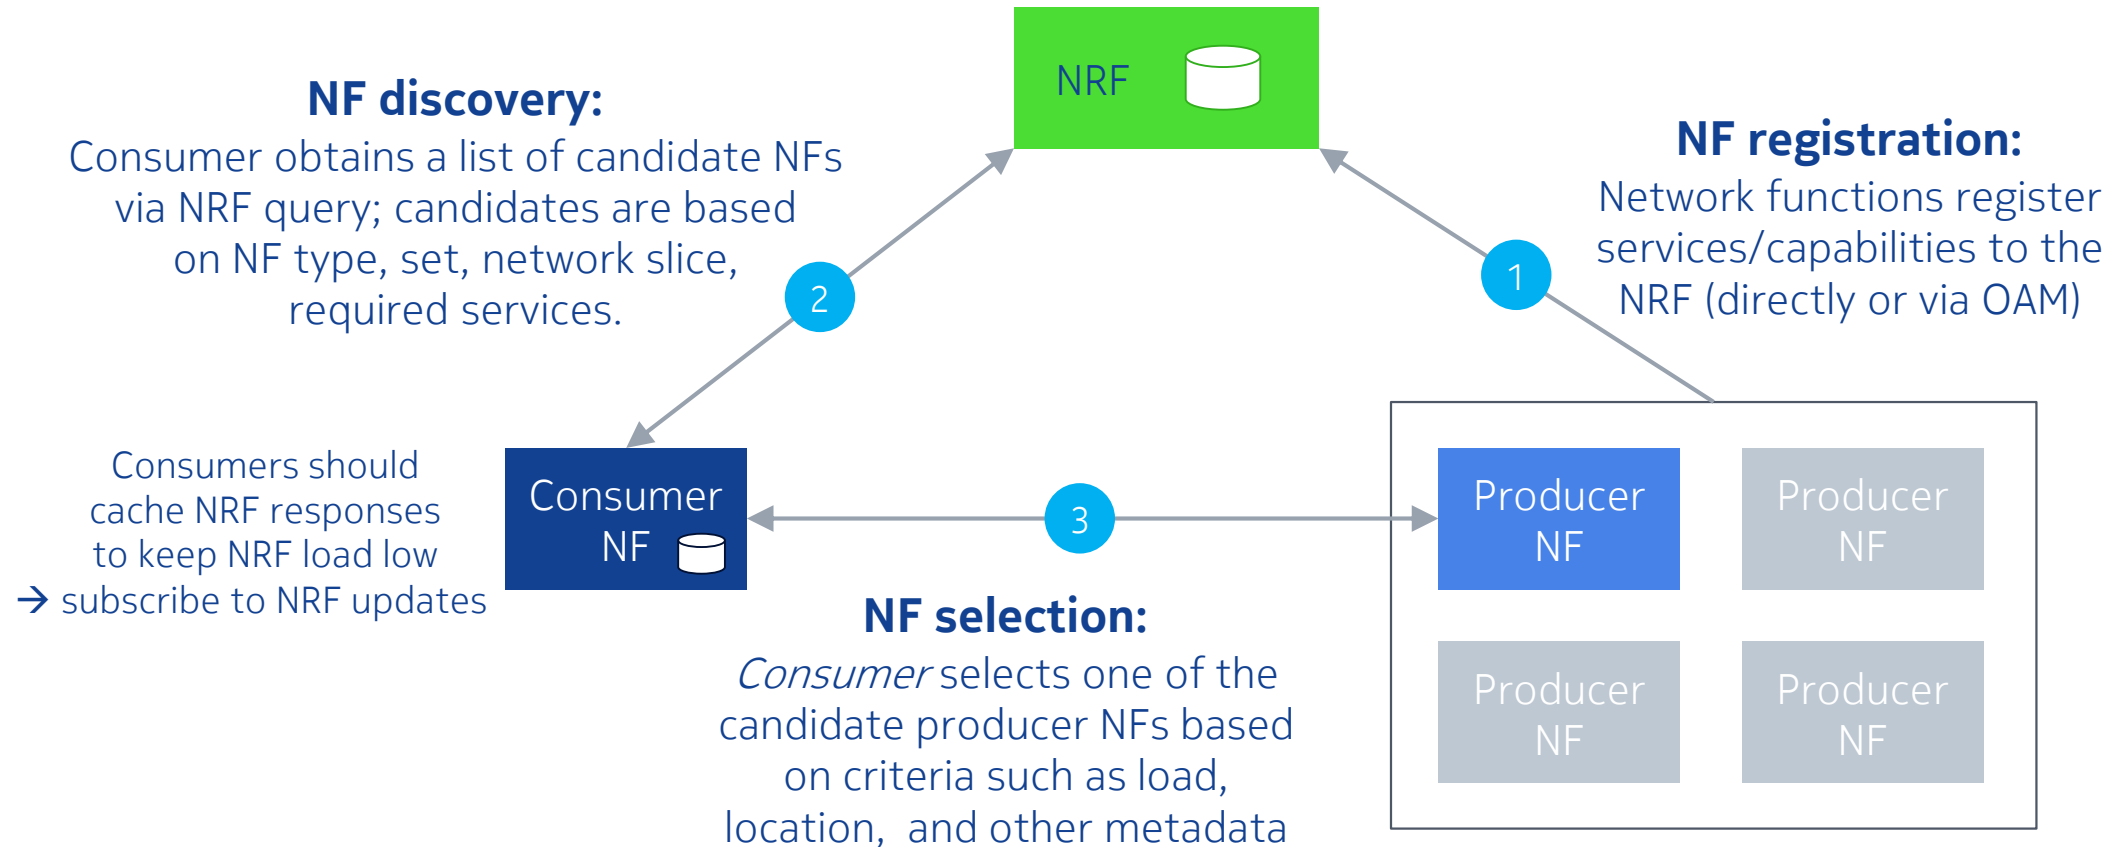 NRF
NF discovery:
Consumer obtains a list of candidate NFs
via NRF query; candidates are based
on NF type, set, network slice,
required services.
NF registration:
Network functions register
services/capabilities to the
NRF (directly or via OAM)
2
1
Consumers should
cache NRF responses
to keep NRF load low
→ subscribe to NRF updates
Consumer
NF
3
Producer
NF
Producer
NF
Producer
NF
Producer
NF
NF selection:
Consumer selects one of the
candidate producer NFs based
on criteria such as load,
location, and other metadata